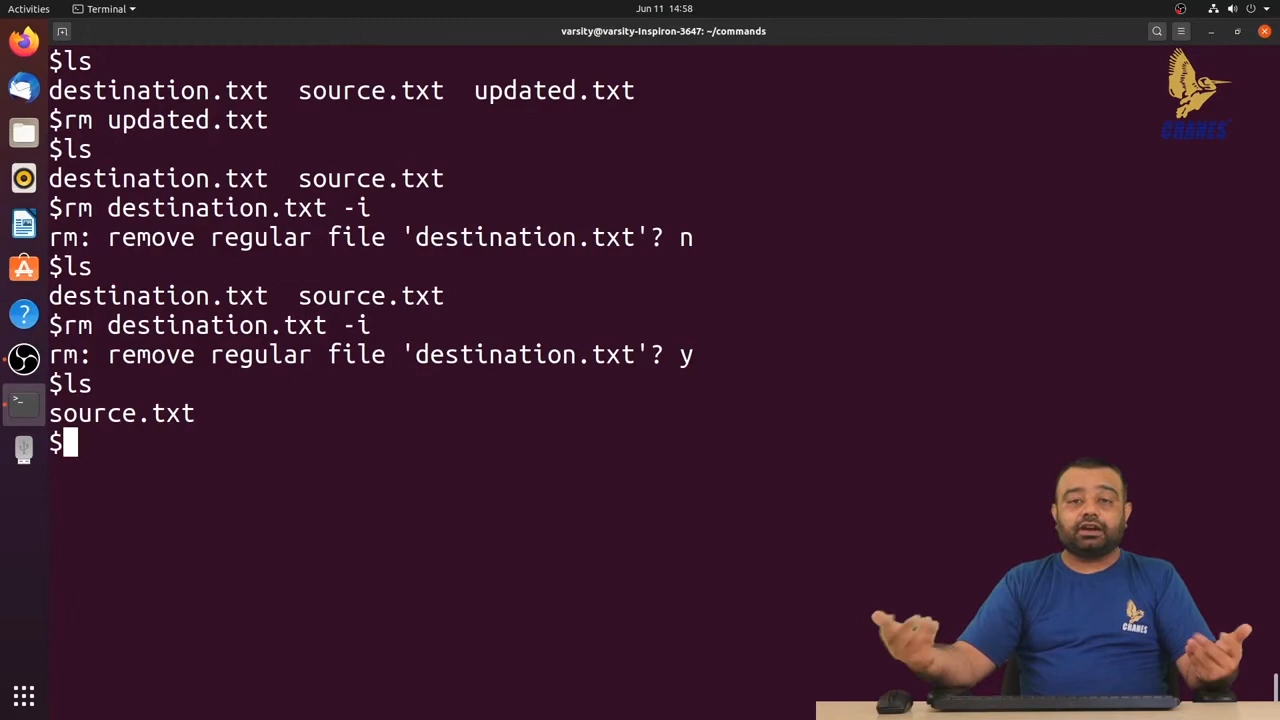 Activities
Terminal
Jun 11 14:58
varsity@varsity-Inspiron-3647: ~/commands
$ls
destination.txt source.txt updated.txt
$rm updated.txt
$ls
destination.txt source.txt
$rm destination.txt -i
rm: remove regular file 'destination.txt'? n
$ls
destination.txt source.txt
$rm destination.txt -i
rm: remove regular file 'destination.txt'? y
$ls
source.txt
$
CRANES
CRANES